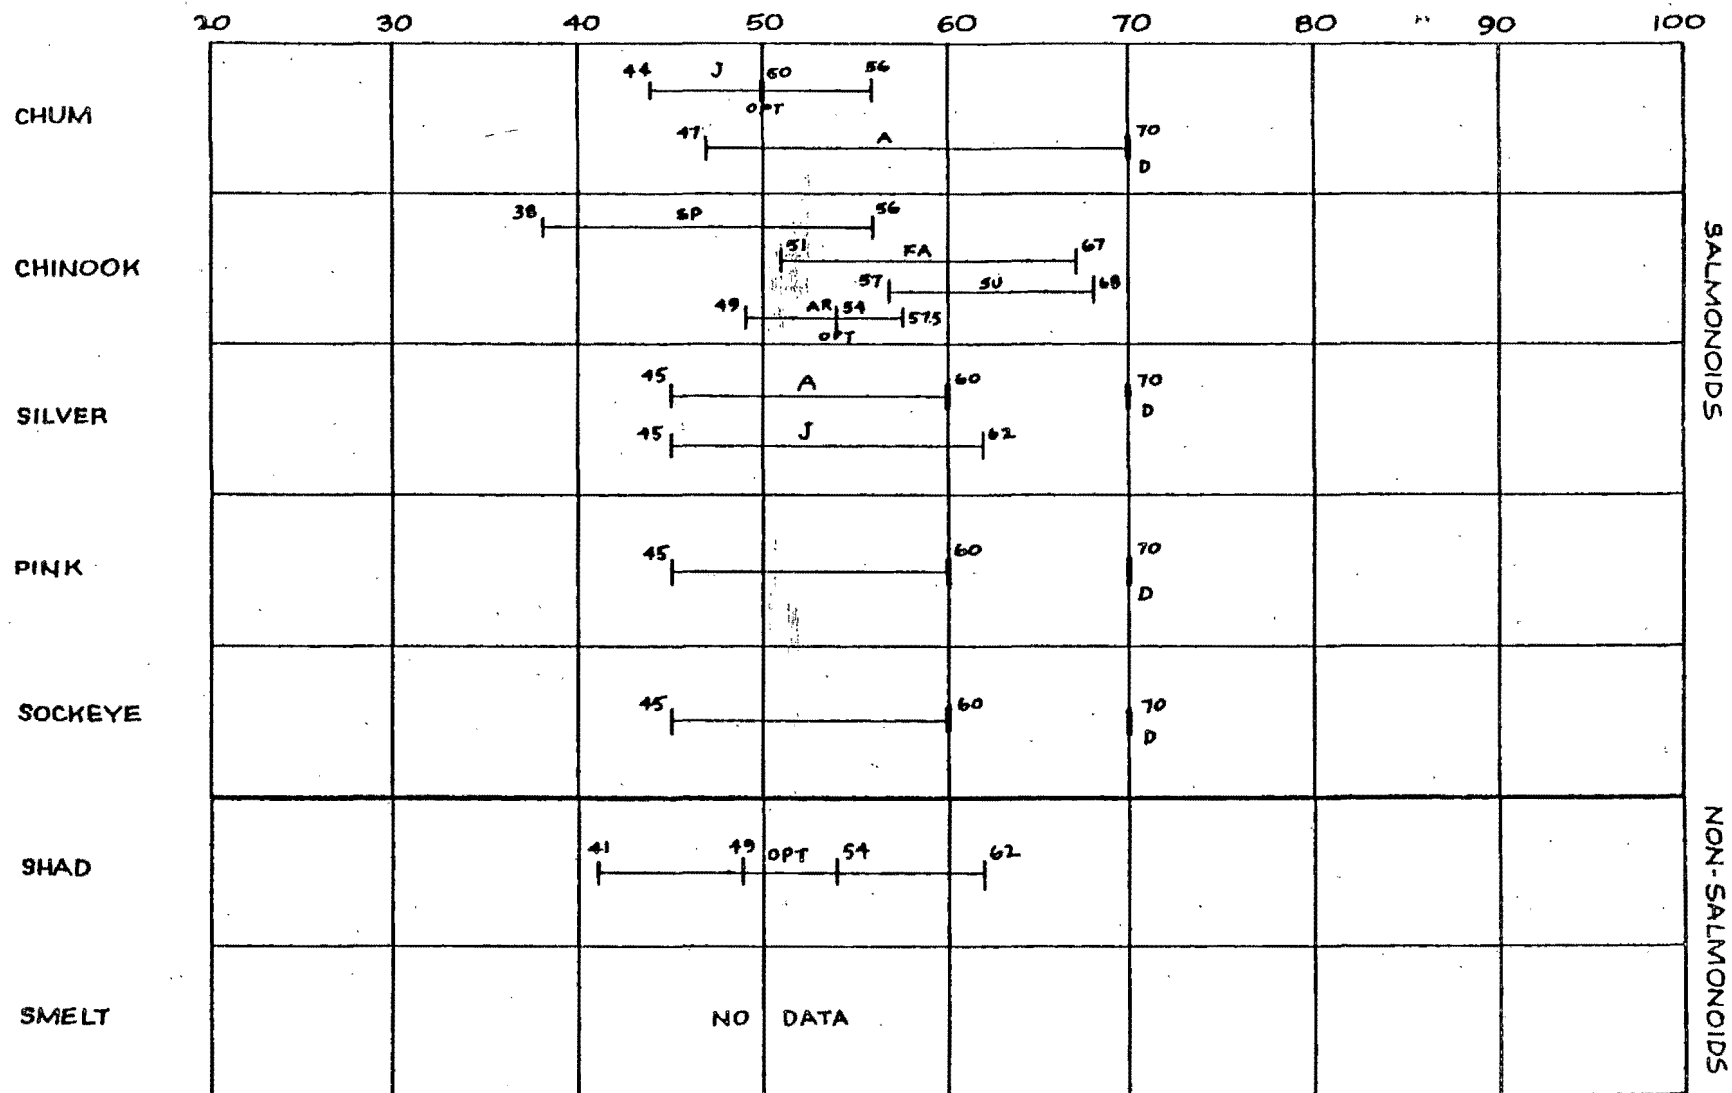 20 30 40 50 60 70 80 90 100
CHUM
44 J 50 56
OPT
47 A 70
D
CHINOOK
38 SP 56
51 FA 67
57 SU 68
49 AR 54 57.5
OPT
SILVER
45 A 60 70
D
45 J 62
PINK
45 60 70
D
SOCKEYE
45 60 70
D
SHAD
41 49 OPT 54 62
SMELT
NO DATA
SALMONOIDS
NON-SALMONOIDS